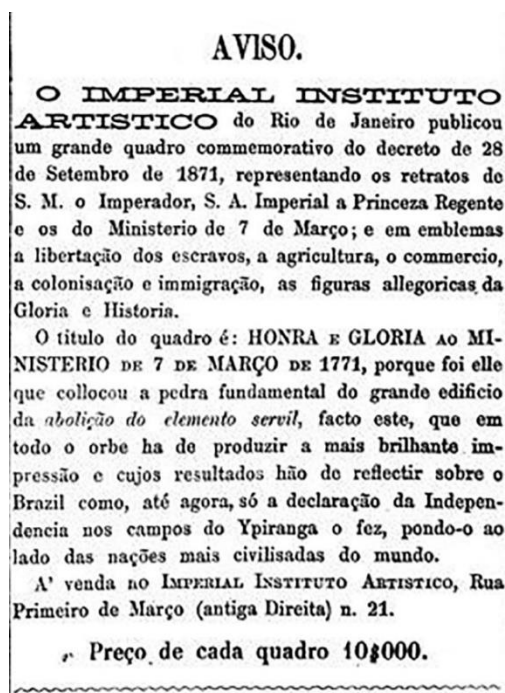 AVISO.
O IMPERIAL INSTITUTO
ARTISTICO do Rio de Janeiro publicou
um grande quadro commemorativo do decreto de 28
de Setembro de 1871, representando os retratos de
S. M. o Imperador, S. A. Imperial a Princeza Regente
e os do Ministerio de 7 de Março; e em emblemas
a libertação dos escravos, a agricultura, o commercio,
a colonisação e immigração, as figuras allegoricas da
Gloria e Historia.
O titulo do quadro é: HONRA E GLORIA AO MI-
NISTERIO DE 7 DE MARÇO DE 1771, porque foi elle
que collocou a pedra fundamental do grande edificio
da abolição do elemento servil, facto este, que em
todo o orbe ha de produzir a mais brilhante im-
pressão e cujos resultados hão de reflectir sobre o
Brazil como, até agora, só a declaração da Indepen-
dencia nos campos do Ypiranga o fez, pondo-o ao
lado das nações mais civilisadas do mundo.
A' venda no IMPERIAL INSTITUTO ARTISTICO, Rua
Primeiro de Março (antiga Direita) n. 21.
Preço de cada quadro 10$000.